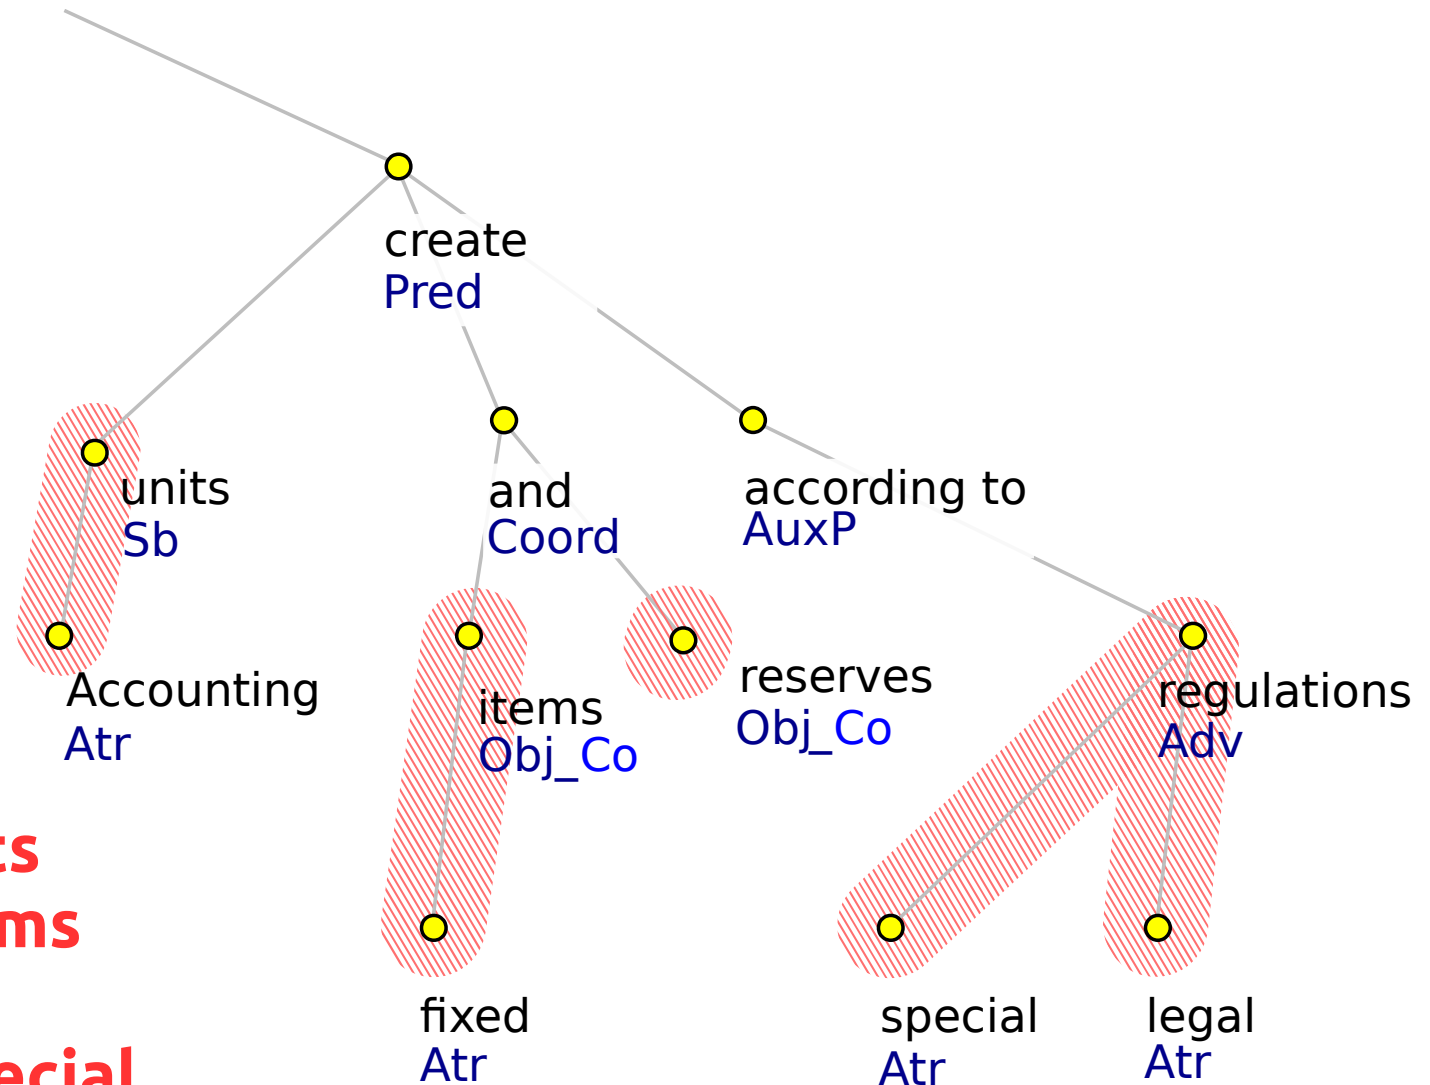 create
Pred
units
Sb
and
Coord
according to
AuxP
Accounting
Atr
items
Obj_Co
reserves
Obj_Co
regulations
Adv
fixed
Atr
special
Atr
legal
Atr